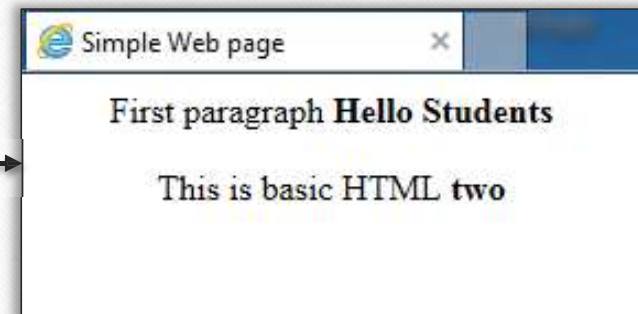 Simple Web page
First paragraph Hello Students
This is basic HTML two